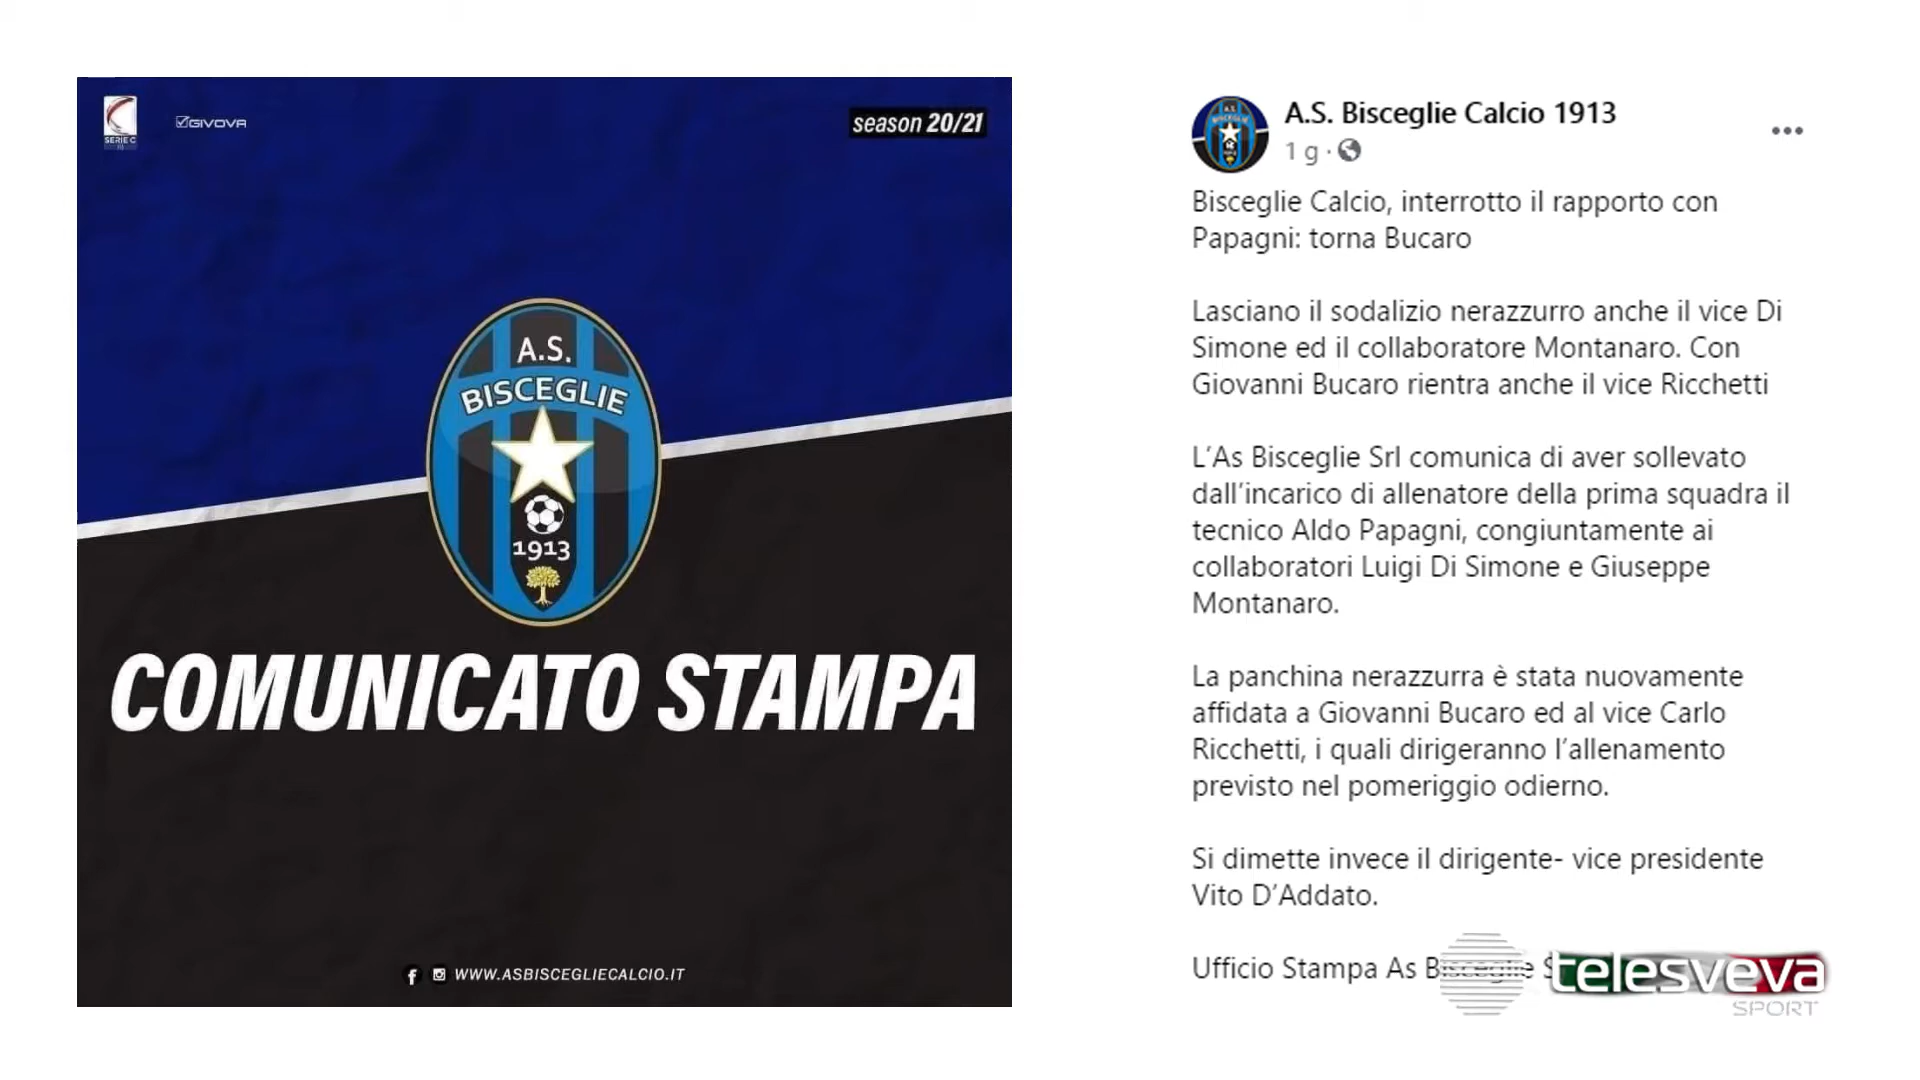 SERIE C
GIVOVA
season 20/21
A.S.
BISCEGLIE
1913
COMUNICATO STAMPA
WWW.ASBISCEGLIECALCIO.IT
A.S. Bisceglie Calcio 1913
1 g ·
Bisceglie Calcio, interrotto il rapporto con
Papagni: torna Bucaro
Lasciano il sodalizio nerazzurro anche il vice Di
Simone ed il collaboratore Montanaro. Con
Giovanni Bucaro rientra anche il vice Ricchetti
L’As Bisceglie Srl comunica di aver sollevato
dall’incarico di allenatore della prima squadra il
tecnico Aldo Papagni, congiuntamente ai
collaboratori Luigi Di Simone e Giuseppe
Montanaro.
La panchina nerazzurra è stata nuovamente
affidata a Giovanni Bucaro ed al vice Carlo
Ricchetti, i quali dirigeranno l’allenamento
previsto nel pomeriggio odierno.
Si dimette invece il dirigente- vice presidente
Vito D’Addato.
Ufficio Stampa As Bisceglie
telesveva
SPORT